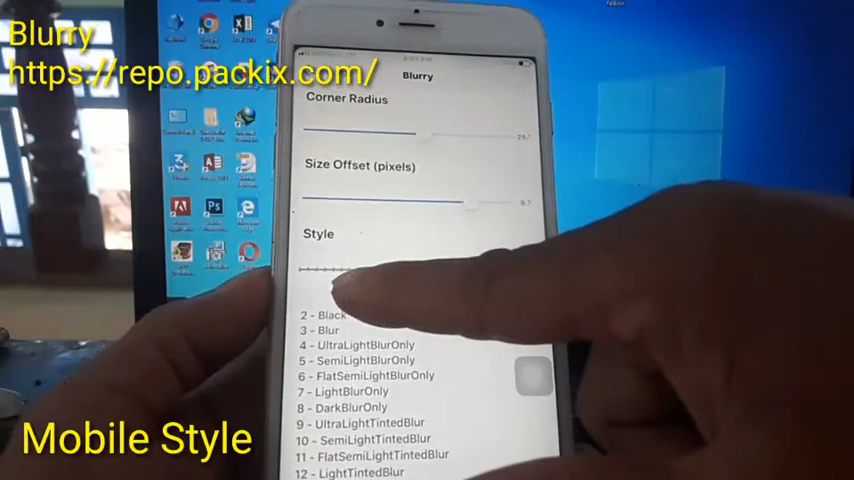 Blurry
https://repo.packix.com/
Blurry
Corner Radius
Size Offset (pixels)
Style
2 - Black
3 - Blur
4 - UltraLightBlurOnly
5 - SemiLightBlurOnly
6 - FlatSemiLightBlurOnly
7 - LightBlurOnly
8 - DarkBlurOnly
9 - UltraLightTintedBlur
10 - SemiLightTintedBlur
11 - FlatSemiLightTintedBlur
12 - LightTintedBlur
Mobile Style